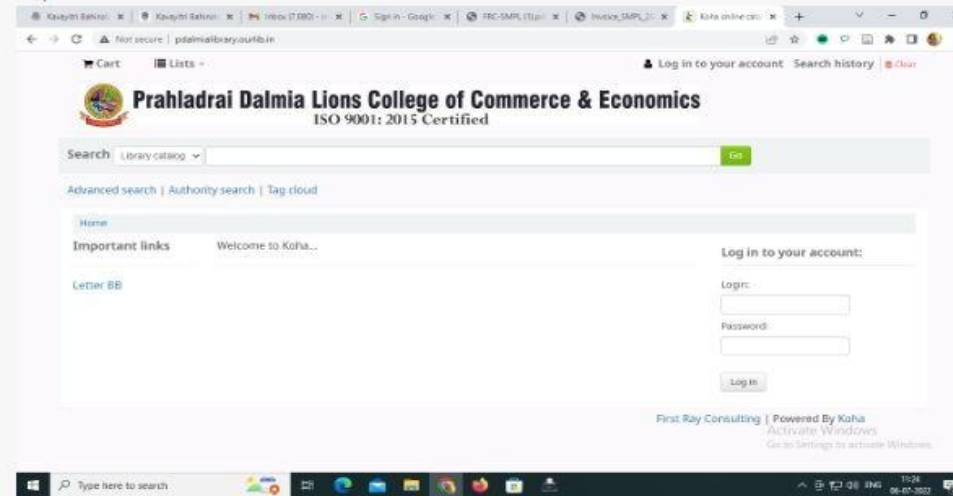 Kavayitri Bahinai
Kavayitri Bahinai
Inbox (7,080) -
Sign in - Google
FRC-SMPL
Invoice_SMPL
Koha online cat
Not secure | pdalmialibrary.ourlib.in
Cart Lists
Log in to your account Search history Clear
Prahladrai Dalmia Lions College of Commerce & Economics
ISO 9001: 2015 Certified
Search Library catalog Go
Advanced search | Authority search | Tag cloud
Home
Important links
Welcome to Koha...
Letter BB
Log in to your account:
Login:
Password:
Log in
First Ray Consulting | Powered By Koha
Activate Windows
Go to Settings to activate Windows.
Type here to search
ENG
11:24
06-07-2022